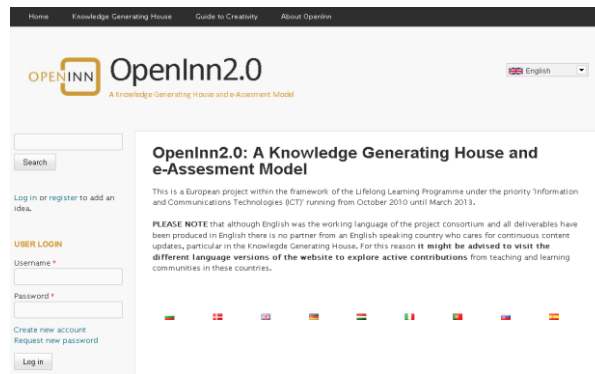 Home Knowledge Generating House Guide to Creativity About OpenInn
OPENINN
OpenInn2.0
A Knowledge Generating House and e-Assesment Model
English
Search
Log in or register to add an
idea.
USER LOGIN
Username *
Password *
Create new account
Request new password
Log in
OpenInn2.0: A Knowledge Generating House and
e-Assesment Model
This is a European project within the framework of the Lifelong Learning Programme under the priority 'Information
and Communications Technologies (ICT)' running from October 2010 until March 2013.
PLEASE NOTE that although English was the working language of the project consortium and all deliverables have
been produced in English there is no partner from an English speaking country who cares for continuous content
updates, particular in the Knowlegde Generating House. For this reason it might be advised to visit the
different language versions of the website to explore active contributions from teaching and learning
communities in these countries.